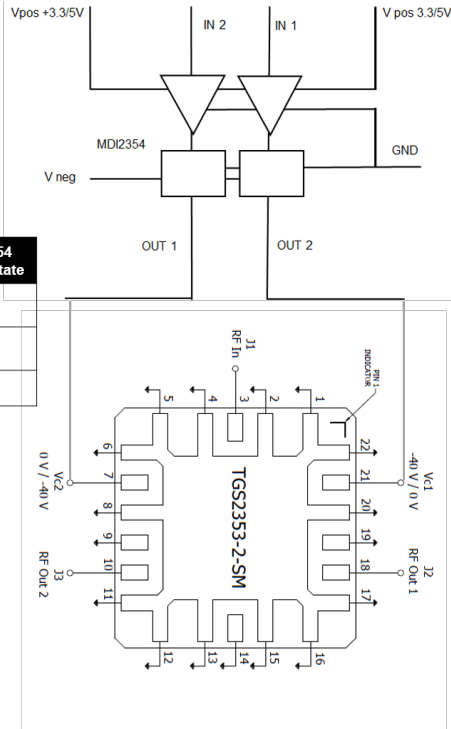 Vpos +3.3/5V
V pos 3.3/5V
IN 2
IN 1
MDI2354
GND
V neg
54
tate
OUT 1
OUT 2
J1
RF In
PIN 1
INDICATOR
5
4
3
2
1
6
7
8
9
10
11
22
21
20
19
18
17
Vc2
0 V / -40 V
Vc1
-40 V / 0 V
TGS2353-2-SM
J3
RF Out 2
J2
RF Out 1
12
13
14
15
16